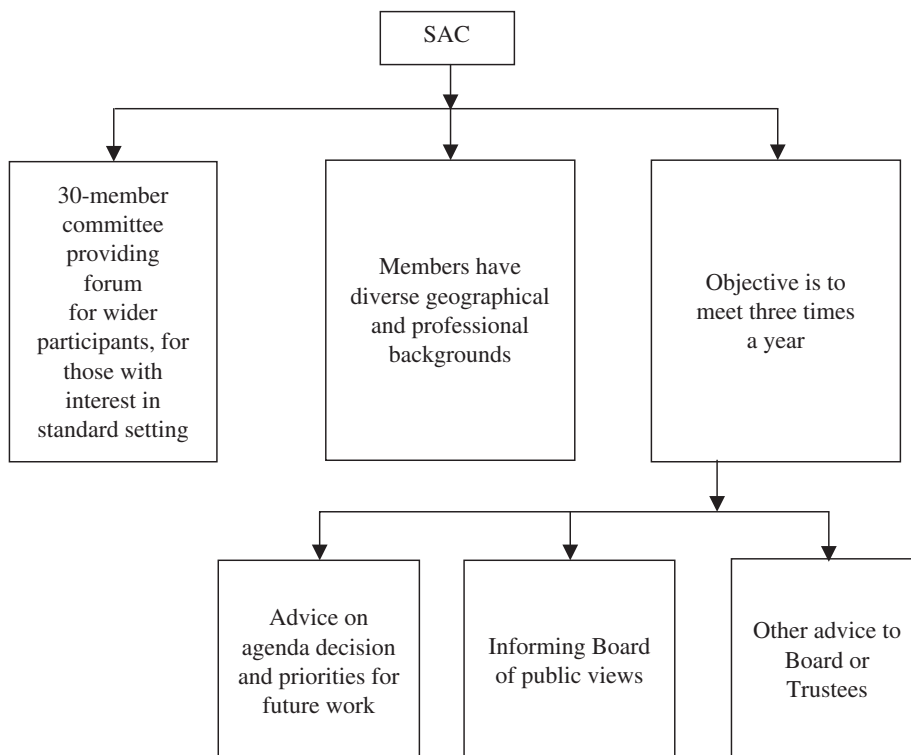 SAC
30-member
committee
providing
forum
for wider
participants, for
those with
interest in
standard setting
Members have
diverse geographical
and professional
backgrounds
Objective is to
meet three times
a year
Advice on
agenda decision
and priorities for
future work
Informing Board
of public views
Other advice to
Board or
Trustees